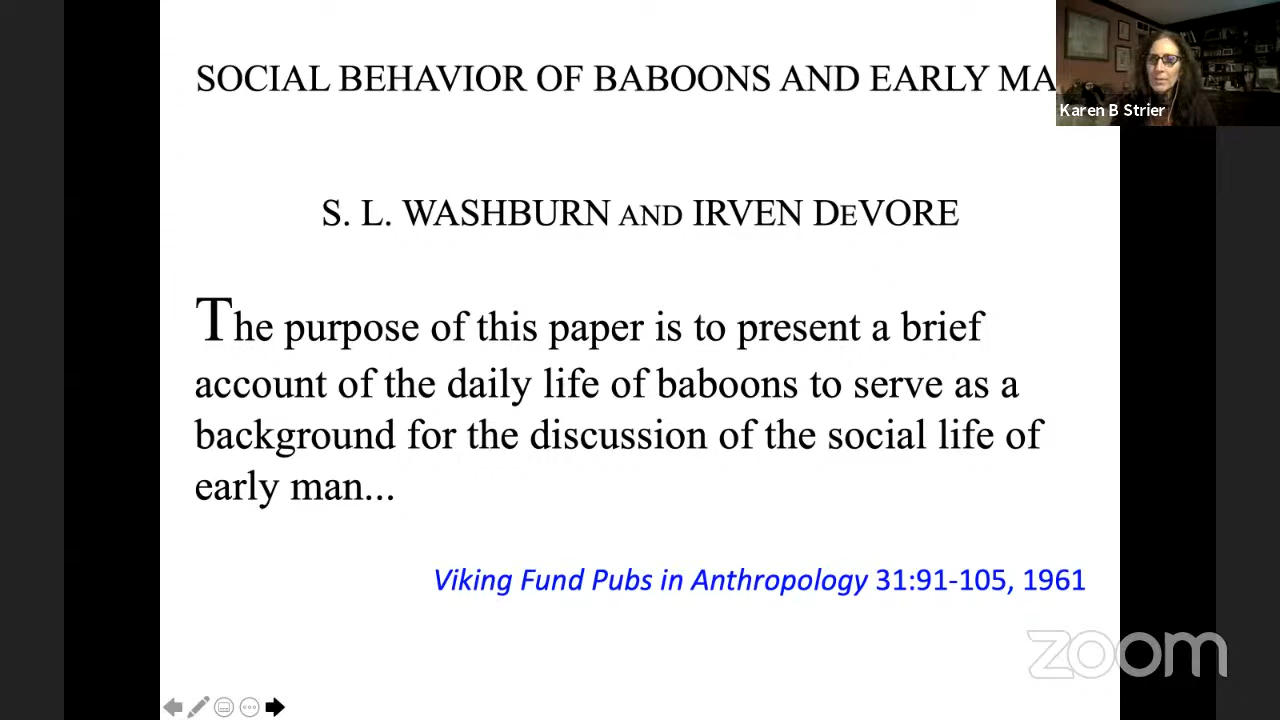 SOCIAL BEHAVIOR OF BABOONS AND EARLY MA
Karen B Strier
S. L. WASHBURN AND IRVEN DEVORE
The purpose of this paper is to present a brief
account of the daily life of baboons to serve as a
background for the discussion of the social life of
early man...
Viking Fund Pubs in Anthropology 31:91-105, 1961
zoom